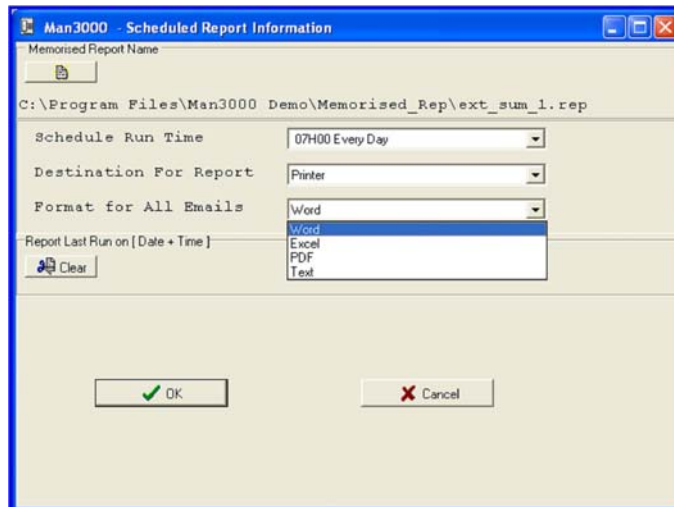 Man3000 - Scheduled Report Information
Memorised Report Name
C:\Program Files\Man3000 Demo\Memorised_Rep\ext_sum_1.rep
Schedule Run Time
07H00 Every Day
Destination For Report
Printer
Format for All Emails
Word
Word
Excel
PDF
Text
Report Last Run on [ Date + Time ]
Clear
OK
Cancel